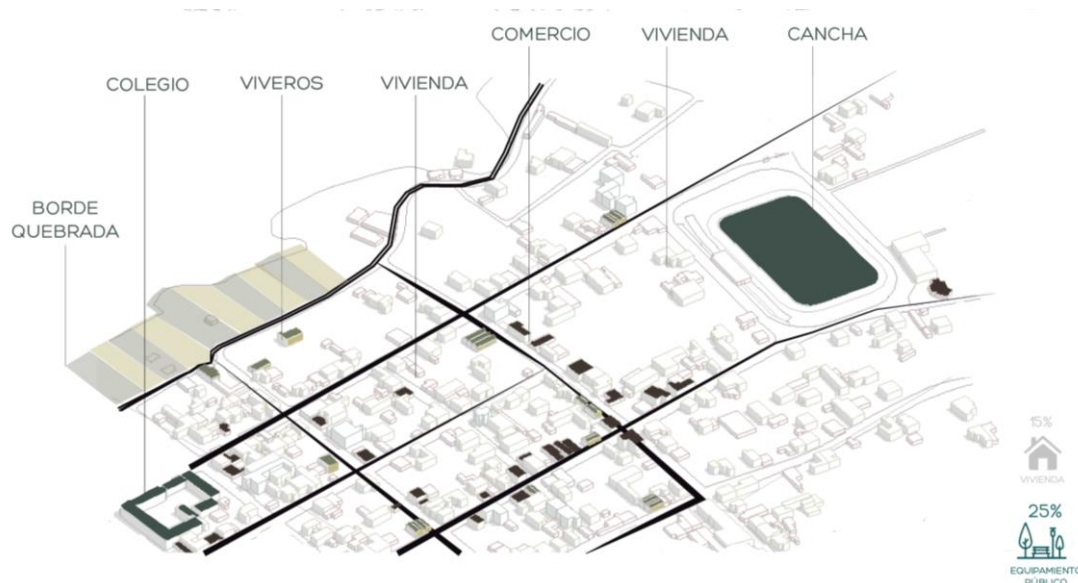 COMERCIO
VIVIENDA
CANCHA
COLEGIO
VIVEROS
VIVIENDA
BORDE
QUEBRADA
15%
VIVIENDA
25%
EQUIPAMIENTO
PÚBLICO